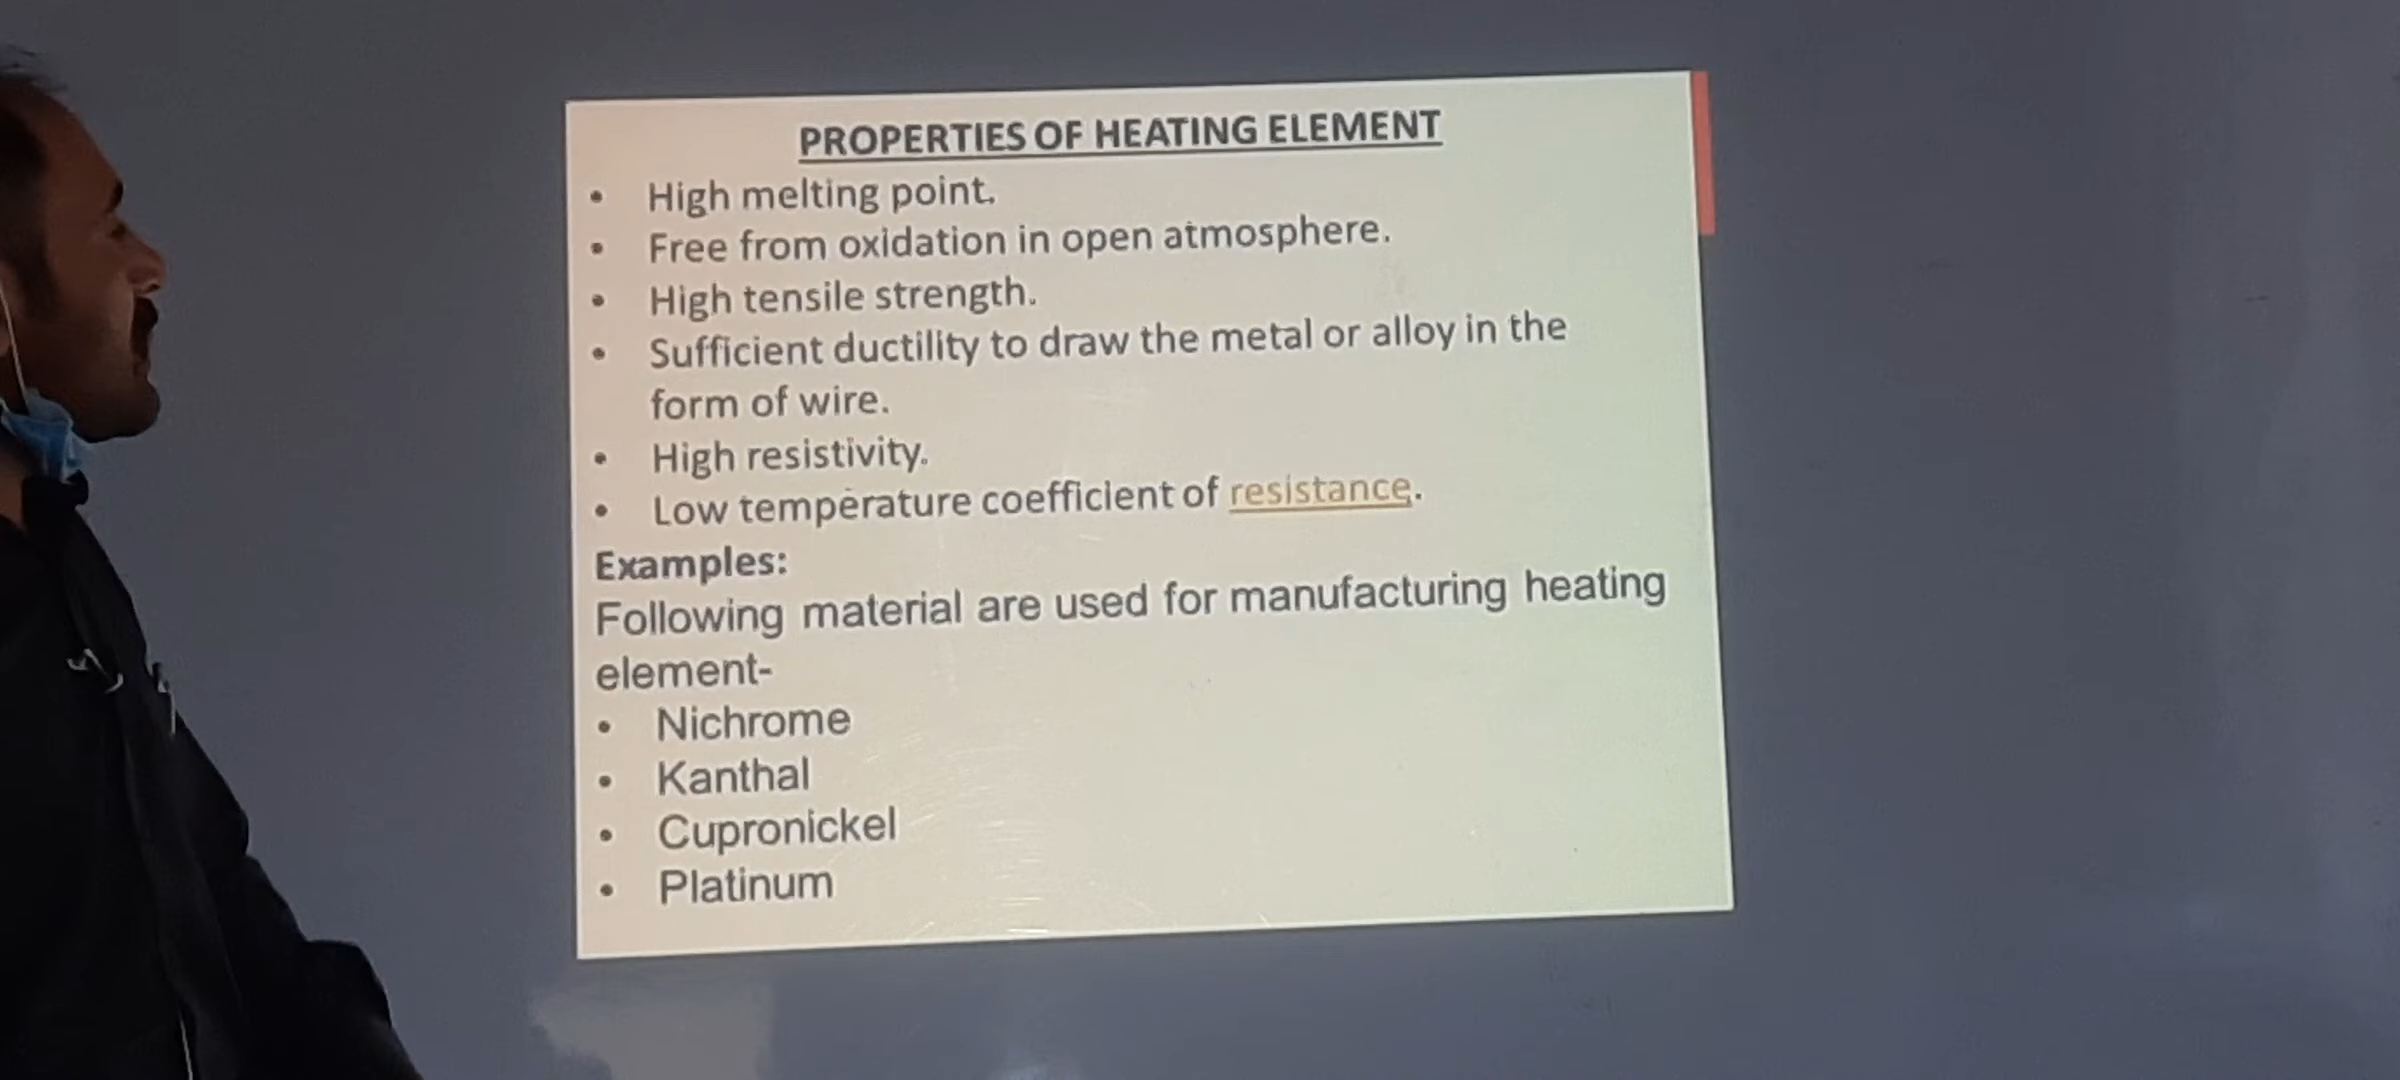 PROPERTIES OF HEATING ELEMENT
• High melting point.
• Free from oxidation in open atmosphere.
• High tensile strength.
• Sufficient ductility to draw the metal or alloy in the
form of wire.
• High resistivity.
• Low temperature coefficient of resistance.
Examples:
Following material are used for manufacturing heating
element-
• Nichrome
• Kanthal
• Cupronickel
• Platinum